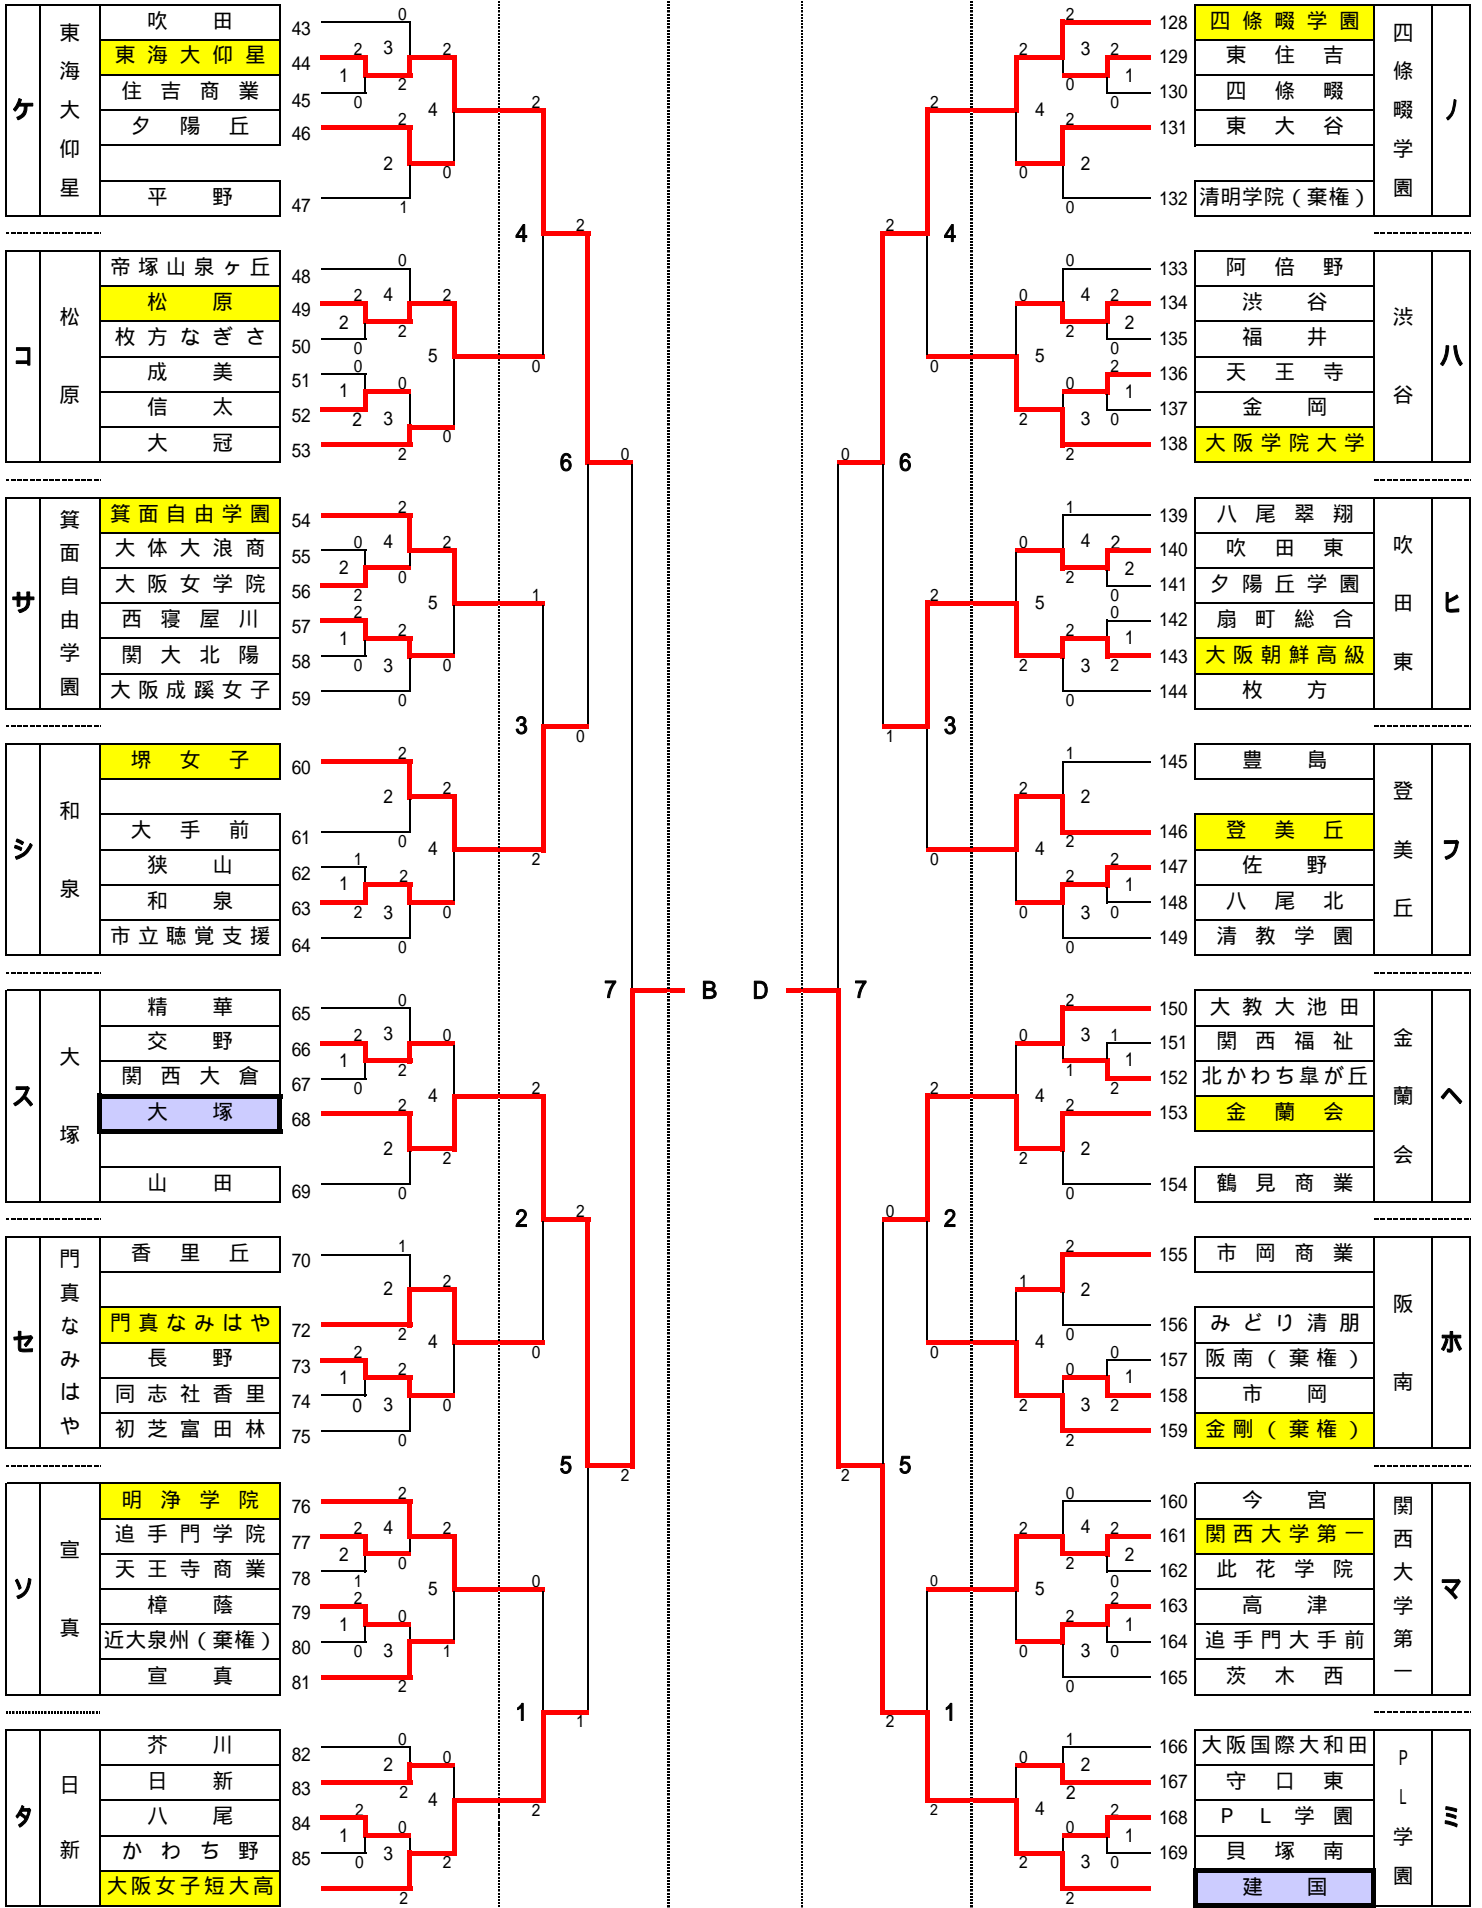 ケ
東海大仰星
吹田 43
東海大仰星 44
住吉商業 45
夕陽丘 46
平野 47
コ
松原
帝塚山泉ヶ丘 48
松原 49
枚方なぎさ 50
成美 51
信太 52
大冠 53
サ
箕面自由学園
箕面自由学園 54
大体大浪商 55
大阪女学院 56
西寝屋川 57
関大北陽 58
大阪成蹊女子 59
シ
和泉
堺女子 60
大手前 61
狭山 62
和泉 63
市立聴覚支援 64
ス
大塚
精華 65
交野 66
関西大倉 67
大塚 68
山田 69
セ
門真なみはや
香里丘 70
門真なみはや 72
長野 73
同志社香里 74
初芝富田林 75
ソ
宣真
明浄学院 76
追手門学院 77
天王寺商業 78
樟蔭 79
近大泉州(棄権) 80
宣真 81
タ
日新
芥川 82
日新 83
八尾 84
かわち野 85
大阪女子短大高
4
6
3
7 B
2
5
1
D 7
4
6
3
2
5
1
128 四條畷学園
129 東住吉
130 四條畷
131 東大谷
132 清明学院(棄権)
四條畷学園
ノ
133 阿倍野
134 渋谷
135 福井
136 天王寺
137 金岡
138 大阪学院大学
渋谷
ハ
139 八尾翠翔
140 吹田東
141 夕陽丘学園
142 扇町総合
143 大阪朝鮮高級
144 枚方
吹田東
ヒ
145 豊島
146 登美丘
147 佐野
148 八尾北
149 清教学園
登美丘
フ
150 大教大池田
151 関西福祉
152 北かわち皐が丘
153 金蘭会
154 鶴見商業
金蘭会
ヘ
155 市岡商業
156 みどり清朋
157 阪南(棄権)
158 市岡
159 金剛(棄権)
阪南
ホ
160 今宮
161 関西大学第一
162 此花学院
163 高津
164 追手門大手前
165 茨木西
関西大学第一
マ
166 大阪国際大和田
167 守口東
168 PL学園
169 貝塚南
建国
PL学園
ミ